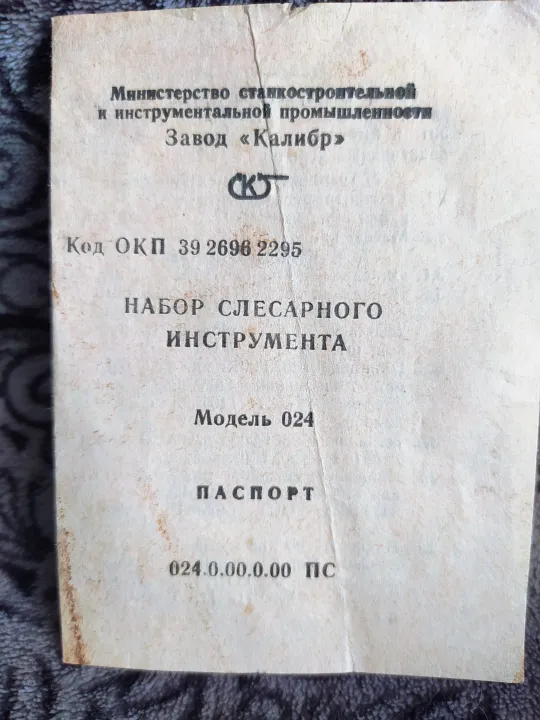 Министерство станкостроительной
и инструментальной промышленности
Завод «Калибр»
Код ОКП 39 2696 2295
НАБОР СЛЕСАРНОГО
ИНСТРУМЕНТА
Модель 024
ПАСПОРТ
024.0.00.0.00 ПС